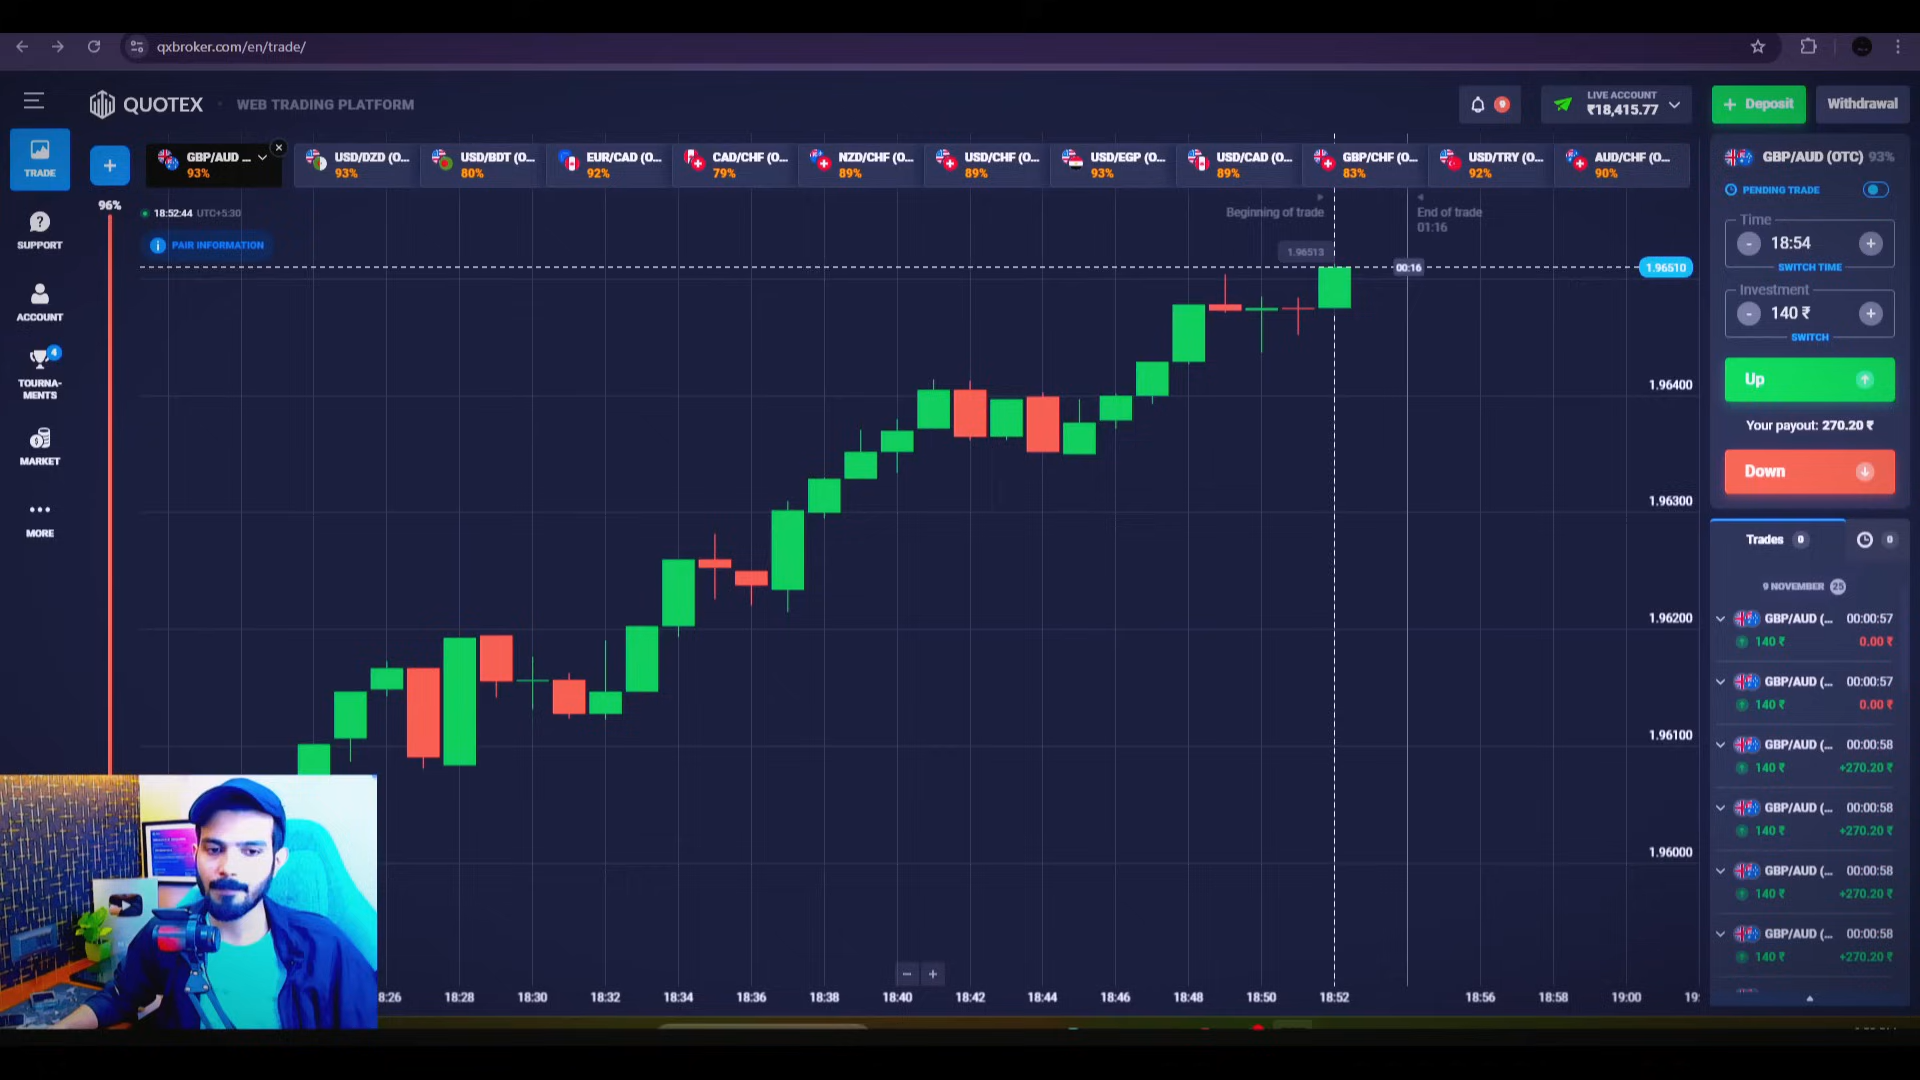 qxbroker.com/en/trade/
QUOTEX
WEB TRADING PLATFORM
LIVE ACCOUNT
₹18,415.77
Deposit
Withdrawal
TRADE
SUPPORT
ACCOUNT
4
TOURNA-
MENTS
MARKET
MORE
GBP/AUD ...
93%
USD/DZD (O...
93%
USD/BDT (O...
80%
EUR/CAD (O...
92%
CAD/CHF (O...
79%
NZD/CHF (O...
89%
USD/CHF (O...
89%
USD/EGP (O...
93%
USD/CAD (O...
89%
GBP/CHF (O...
83%
USD/TRY (O...
92%
AUD/CHF (O...
90%
96%
18:52:44 UTC+5:30
PAIR INFORMATION
Beginning of trade
End of trade
01:16
1.96513
00:16
1.96510
1.96400
1.96300
1.96200
1.96100
1.96000
18:26 18:28 18:30 18:32 18:34 18:36 18:38 18:40 18:42 18:44 18:46 18:48 18:50 18:52 18:56 18:58 19:00 19:
GBP/AUD (OTC) 93%
PENDING TRADE
Time
- 18:54 +
SWITCH TIME
Investment
- 140 ₹ +
SWITCH
Up
Your payout: 270.20 ₹
Down
Trades 0
0
9 NOVEMBER 25
GBP/AUD (... 00:00:57
140 ₹ 0.00 ₹
GBP/AUD (... 00:00:57
140 ₹ 0.00 ₹
GBP/AUD (... 00:00:58
140 ₹ +270.20 ₹
GBP/AUD (... 00:00:58
140 ₹ +270.20 ₹
GBP/AUD (... 00:00:58
140 ₹ +270.20 ₹
GBP/AUD (... 00:00:58
140 ₹ +270.20 ₹